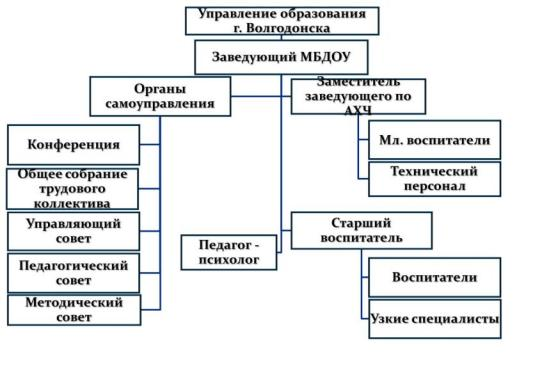 Управление образования
г. Волгодонска
Заведующий МБДОУ
Органы
самоуправления
Заместитель
заведующего по
АХЧ
Конференция
Общее собрание
трудового
коллектива
Управляющий
совет
Педагогический
совет
Методический
совет
Мл. воспитатели
Технический
персонал
Педагог -
психолог
Старший
воспитатель
Воспитатели
Узкие специалисты